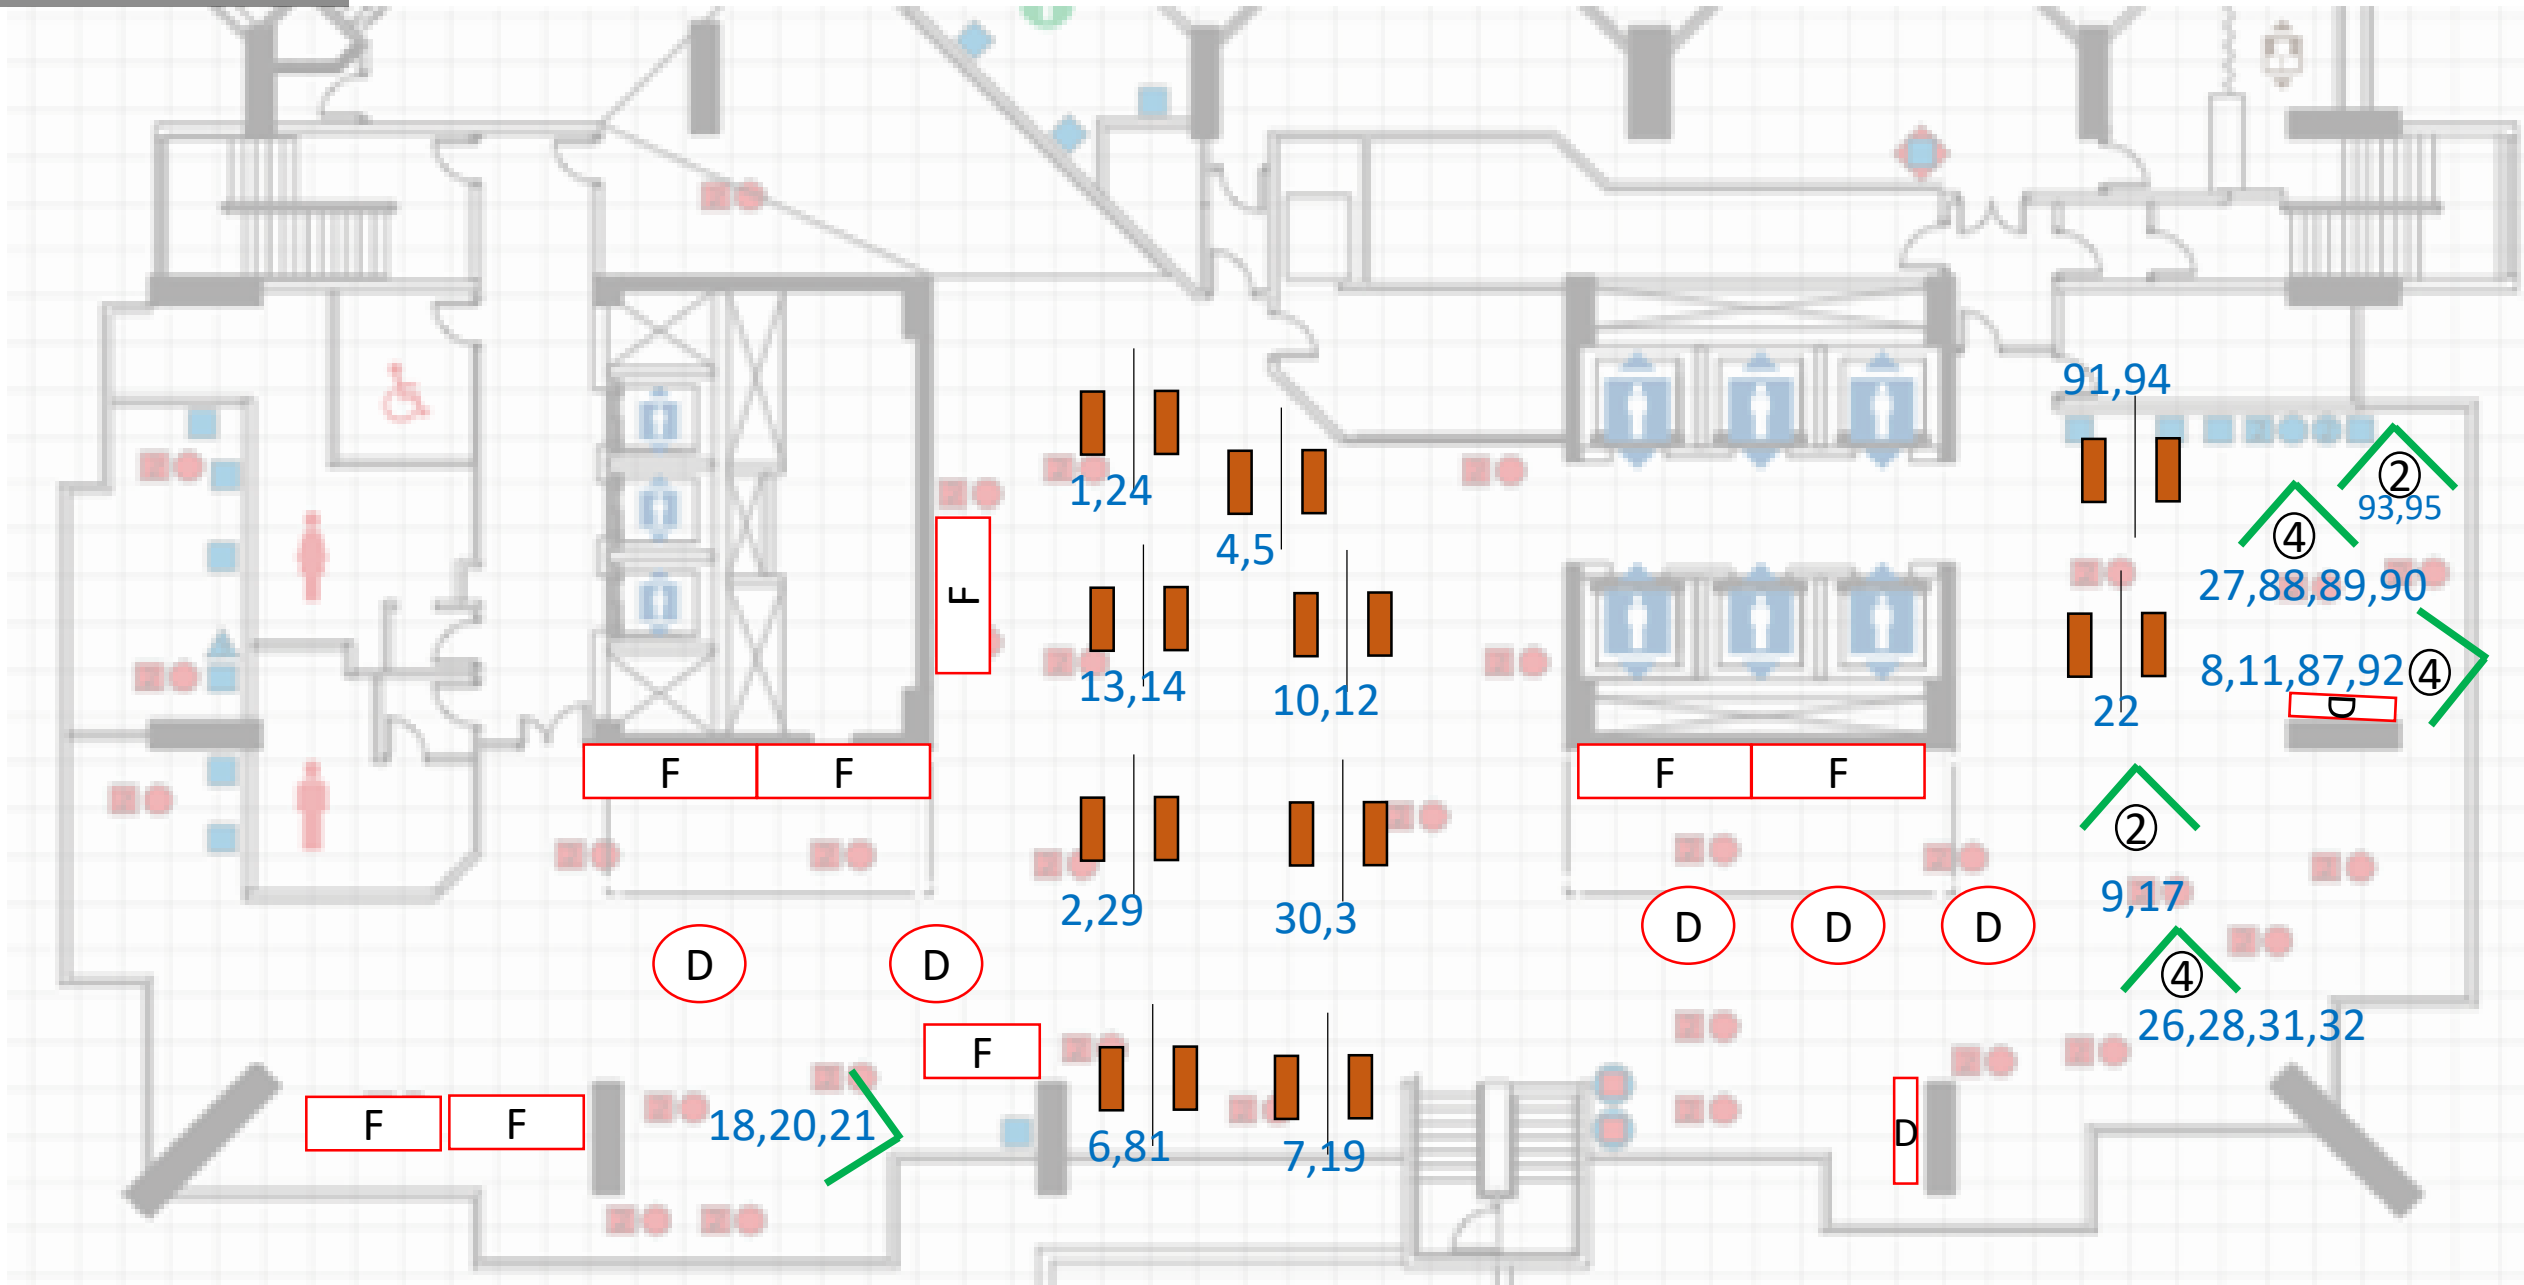 91,94
②
93,95
1,24
④
4,5
27,88,89,90
F
8,11,87,92
④
13,14
10,12
22
D
F
F
F
F
②
9,17
2,29
30,3
D
D
D
D
D
④
26,28,31,32
F
F
F
18,20,21
6,81
7,19
D